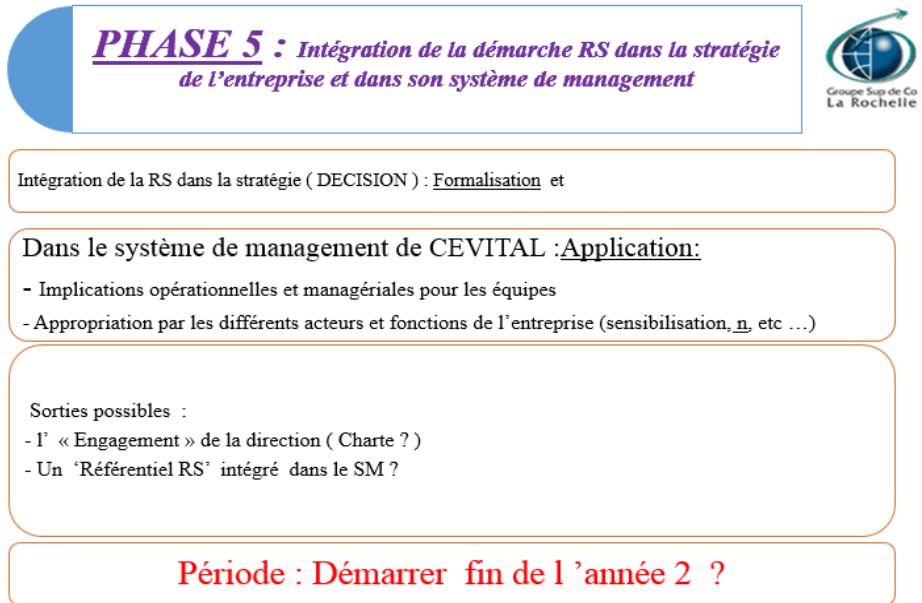 PHASE 5 : Intégration de la démarche RS dans la stratégie
de l’entreprise et dans son système de management
Groupe Sup de Co
La Rochelle
Intégration de la RS dans la stratégie ( DECISION ) : Formalisation et
Dans le système de management de CEVITAL :Application:
- Implications opérationnelles et managériales pour les équipes
- Appropriation par les différents acteurs et fonctions de l’entreprise (sensibilisation, n, etc …)
Sorties possibles :
- l’ « Engagement » de la direction ( Charte ? )
- Un ‘Référentiel RS’ intégré dans le SM ?
Période : Démarrer fin de l ’année 2 ?